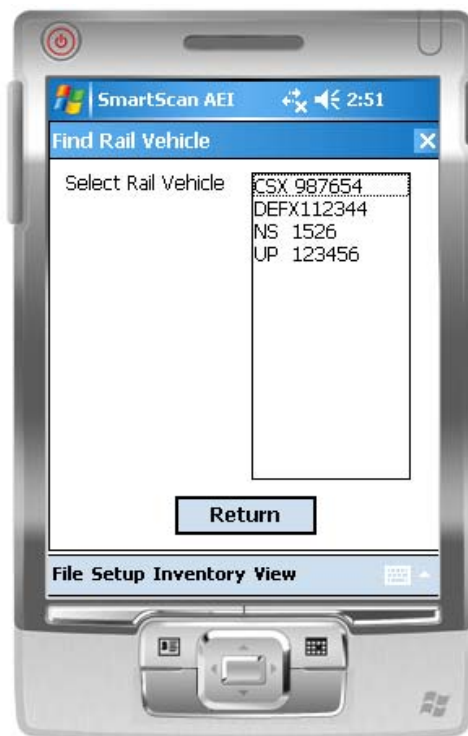 SmartScan AEI 2:51
Find Rail Vehicle
Select Rail Vehicle
CSX 987654
DEFX112344
NS 1526
UP 123456
Return
File Setup Inventory View